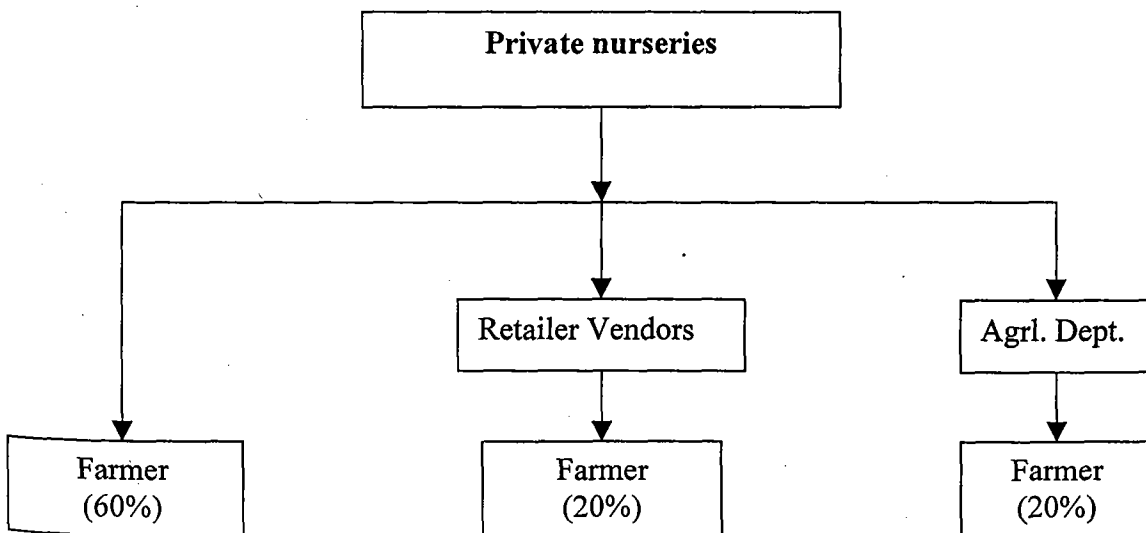 Private nurseries
Retailer Vendors
Agrl. Dept.
Farmer
(60%)
Farmer
(20%)
Farmer
(20%)